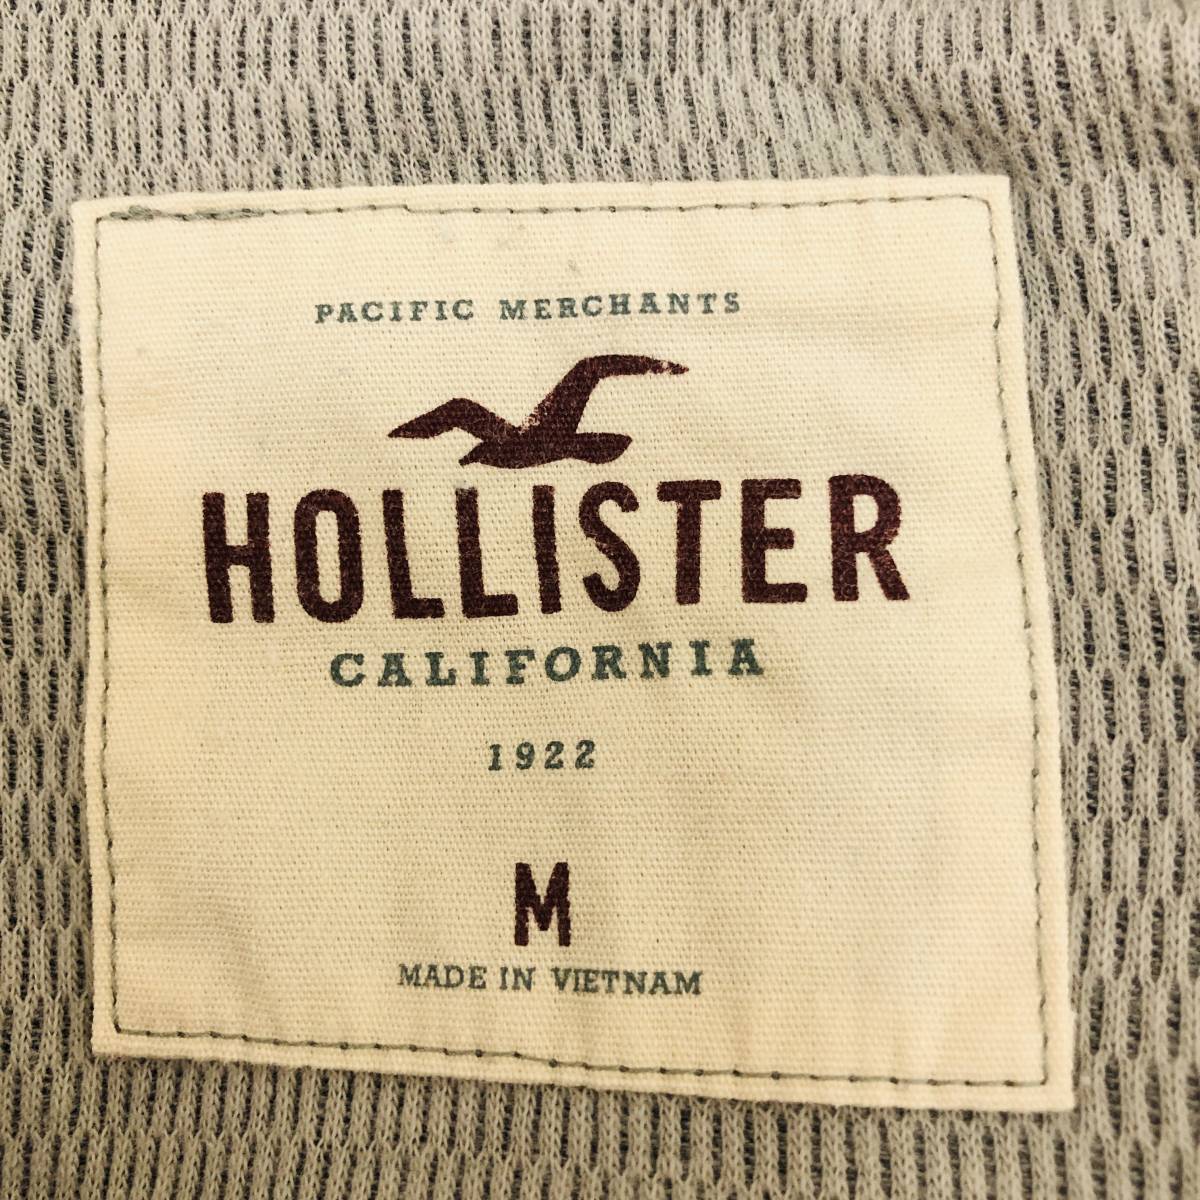 PACIFIC MERCHANTS
HOLLISTER
CALIFORNIA
1922
M
MADE IN VIETNAM